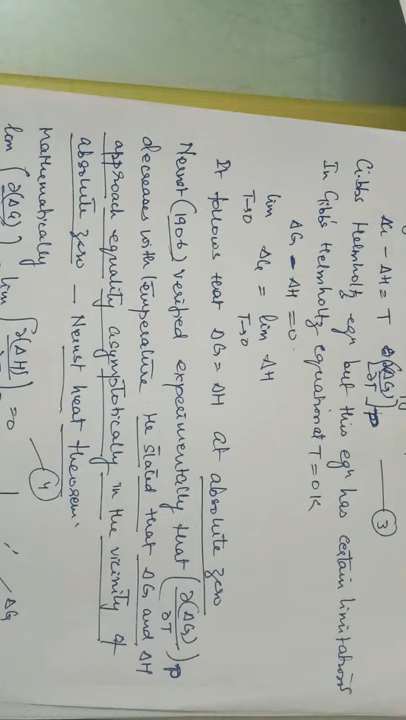 ΔG - ΔH = T [∂(ΔG)/∂T]p — (3)
Gibbs Helmholtz eqn but this eqn has certain limitations
In Gibb's Helmholtz equation at T = 0K
ΔG - ΔH = 0.
lim T→0 ΔG = lim T→0 ΔH
It follows that ΔG = ΔH at absolute zero
Nernst (1906) verified experimentally that (∂(ΔG)/∂T)p
decreases with temperature. He stated that ΔG and ΔH
approach equality asymptotically in the vicinity of
absolute zero — Nernst heat theorem.
Mathematically
lim [∂(ΔG)] = lim [∂(ΔH)] = 0 — (4)
ΔG